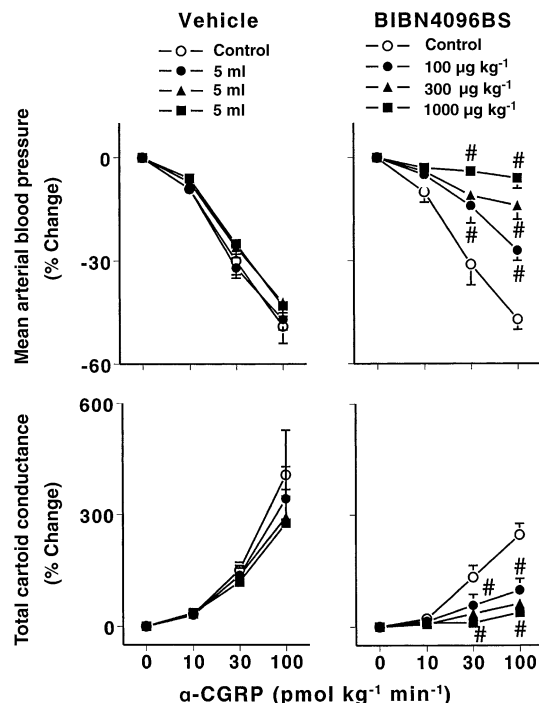 Vehicle
Control
5 ml
5 ml
5 ml
BIBN4096BS
Control
100 µg kg-1
300 µg kg-1
1000 µg kg-1
Mean arterial blood pressure
(% Change)
0
-30
-60
# #
#
#
#
Total cartoid conductance
(% Change)
600
300
0
#
#
# #
0 10 30 100
0 10 30 100
α-CGRP (pmol kg-1 min-1)